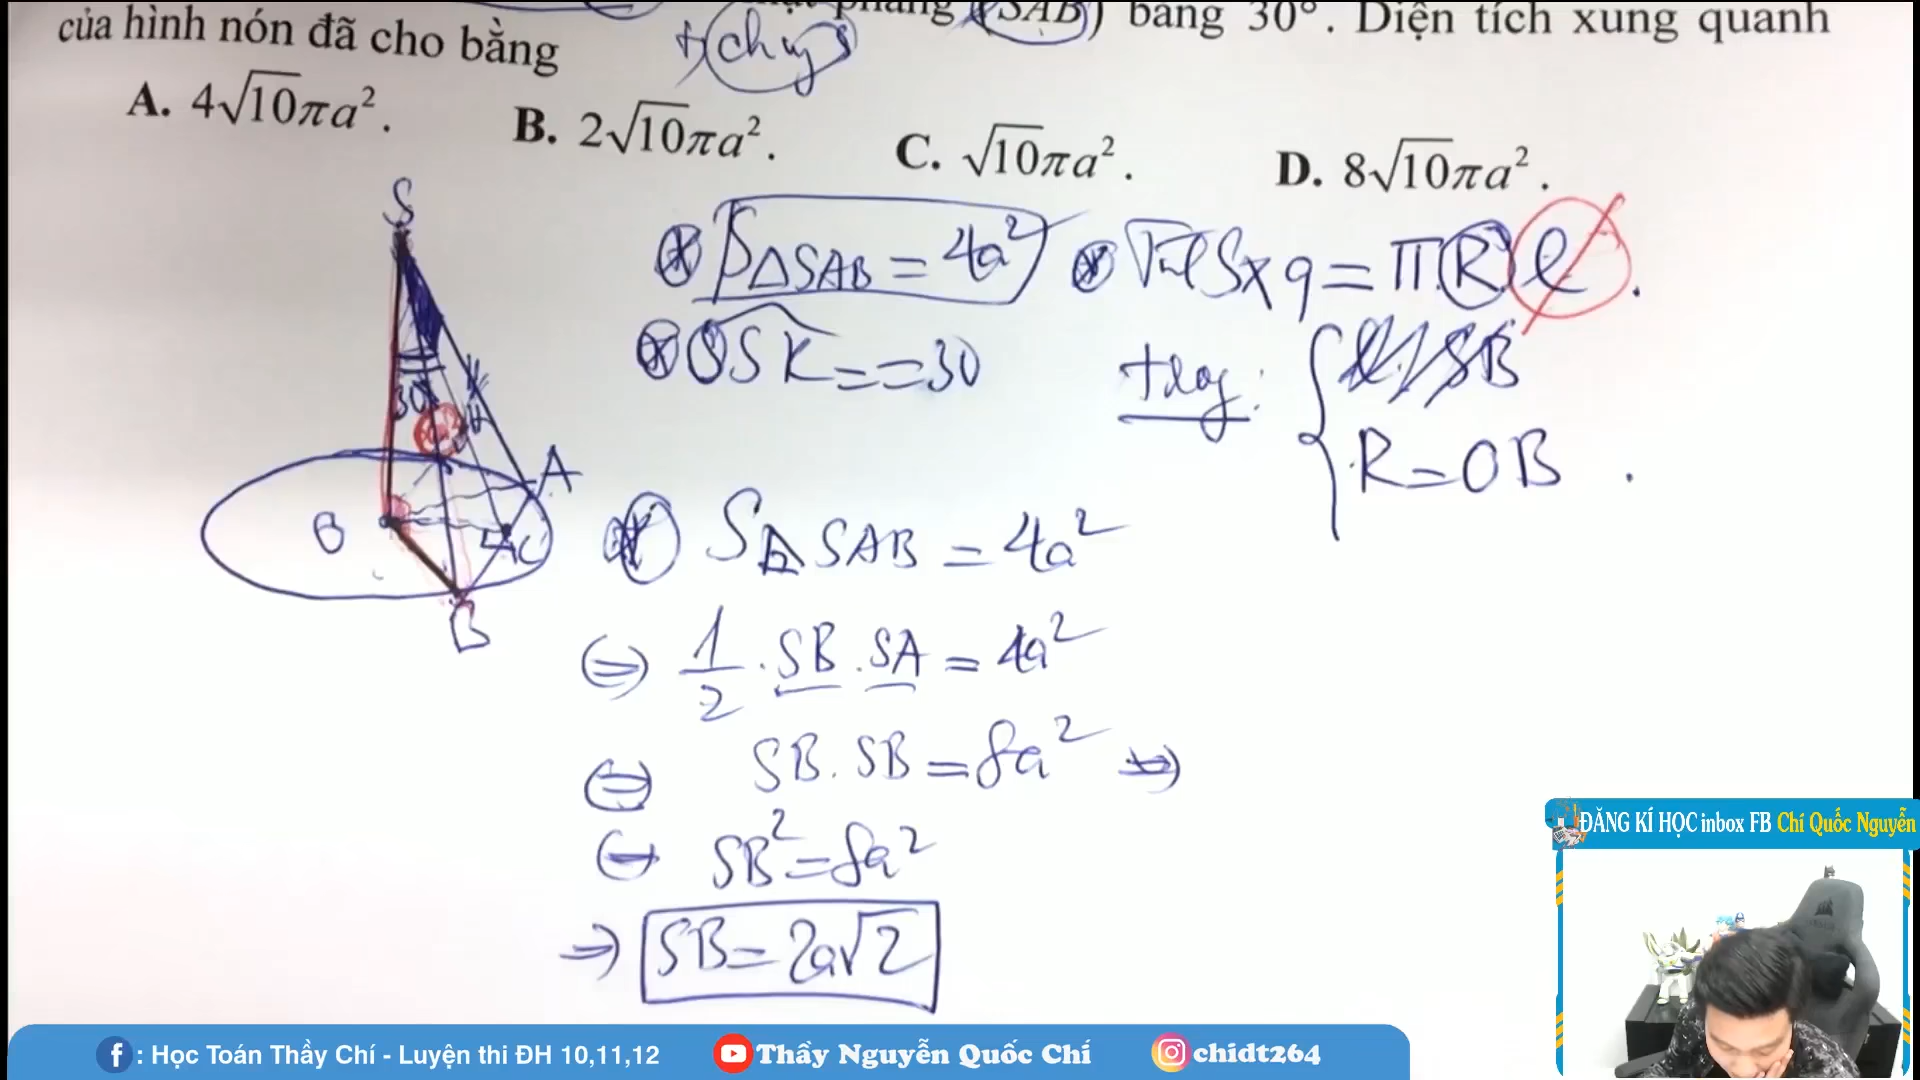 phẳng (SAB) bằng 30°. Diện tích xung quanh
của hình nón đã cho bằng
+) chú ý
A. 4√10πa².
B. 2√10πa².
C. √10πa².
D. 8√10πa².
S
S△SAB = 4a²
Sxq = π.R.l
OSK = = 30
SB
R = OB
30
A
B
S△SAB = 4a²
⇔ 1/2 . SB . SA = 4a²
⇔ SB . SB = 8a²
SB² = 8a²
⇒ SB = 2a√2
ĐĂNG KÍ HỌC inbox FB Chí Quốc Nguyễn
f : Học Toán Thầy Chí - Luyện thi ĐH 10,11,12
Thầy Nguyễn Quốc Chí
chidt264